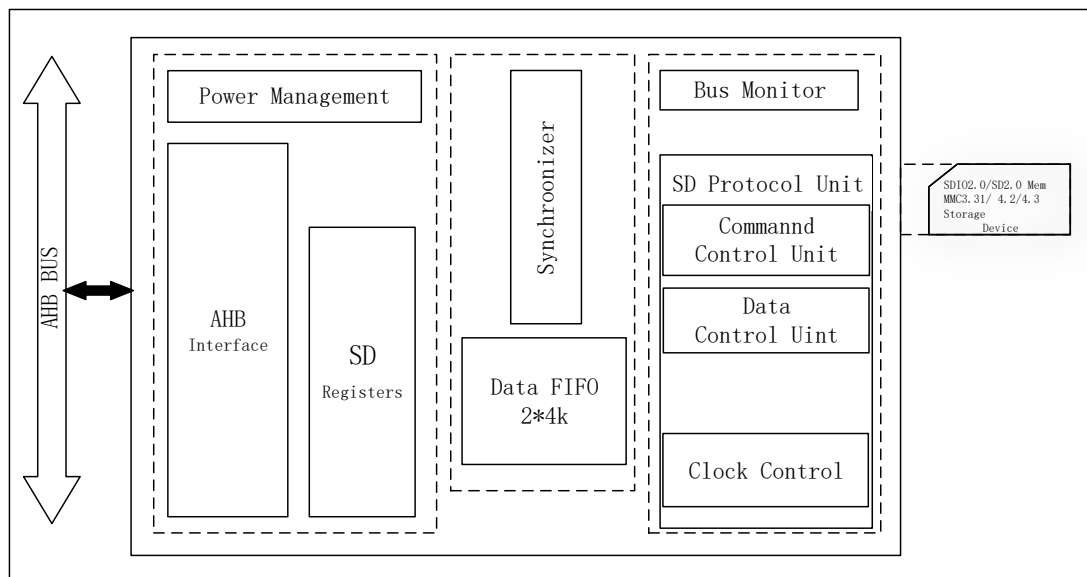 AHB BUS
Power Management
AHB
Interface
SD
Registers
Synchroonizer
Data FIFO
2*4k
Bus Monitor
SD Protocol Unit
Commannd
Control Unit
Data
Control Uint
Clock Control
SDIO2.0/SD2.0 Mem
MMC3.31/ 4.2/4.3
Storage
Device